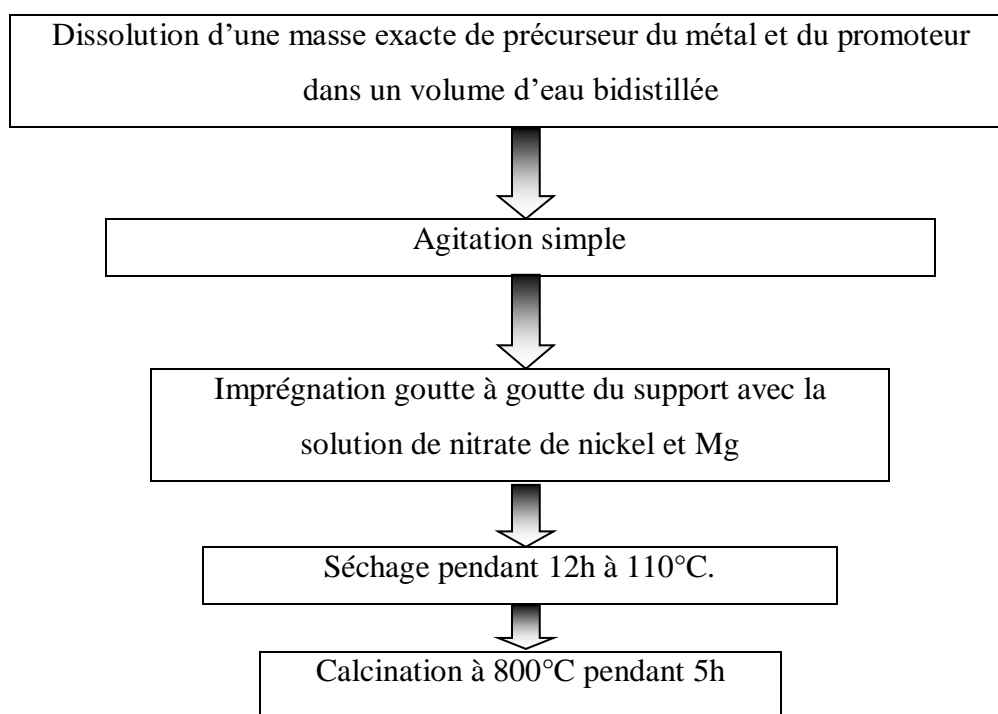 Dissolution d’une masse exacte de précurseur du métal et du promoteur
dans un volume d’eau bidistillée
Agitation simple
Imprégnation goutte à goutte du support avec la
solution de nitrate de nickel et Mg
Séchage pendant 12h à 110°C.
Calcination à 800°C pendant 5h